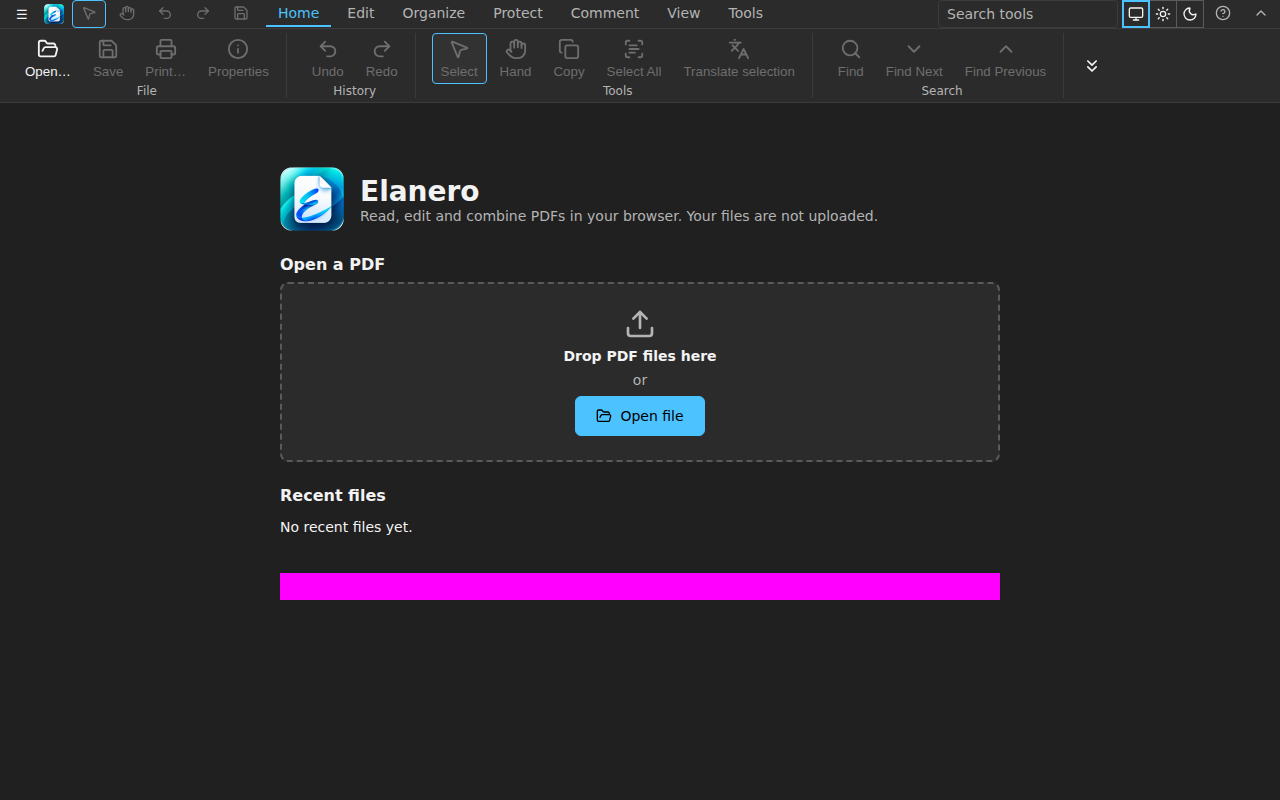 Home Edit Organize Protect Comment View Tools Search tools
Open… Save Print… Properties Undo Redo Select Hand Copy Select All Translate selection Find Find Next Find Previous
File History Tools Search
Elanero
Read, edit and combine PDFs in your browser. Your files are not uploaded.
Open a PDF
Drop PDF files here
or
Open file
Recent files
No recent files yet.